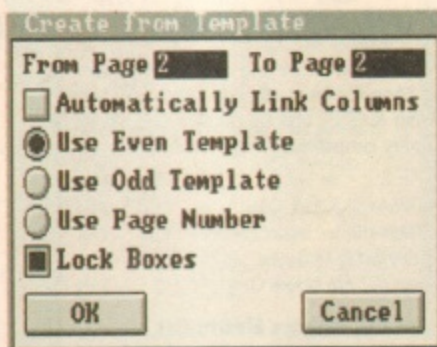 Create from Template
From Page 2 To Page 2
Automatically Link Columns
Use Even Template
Use Odd Template
Use Page Number
Lock Boxes
OK Cancel